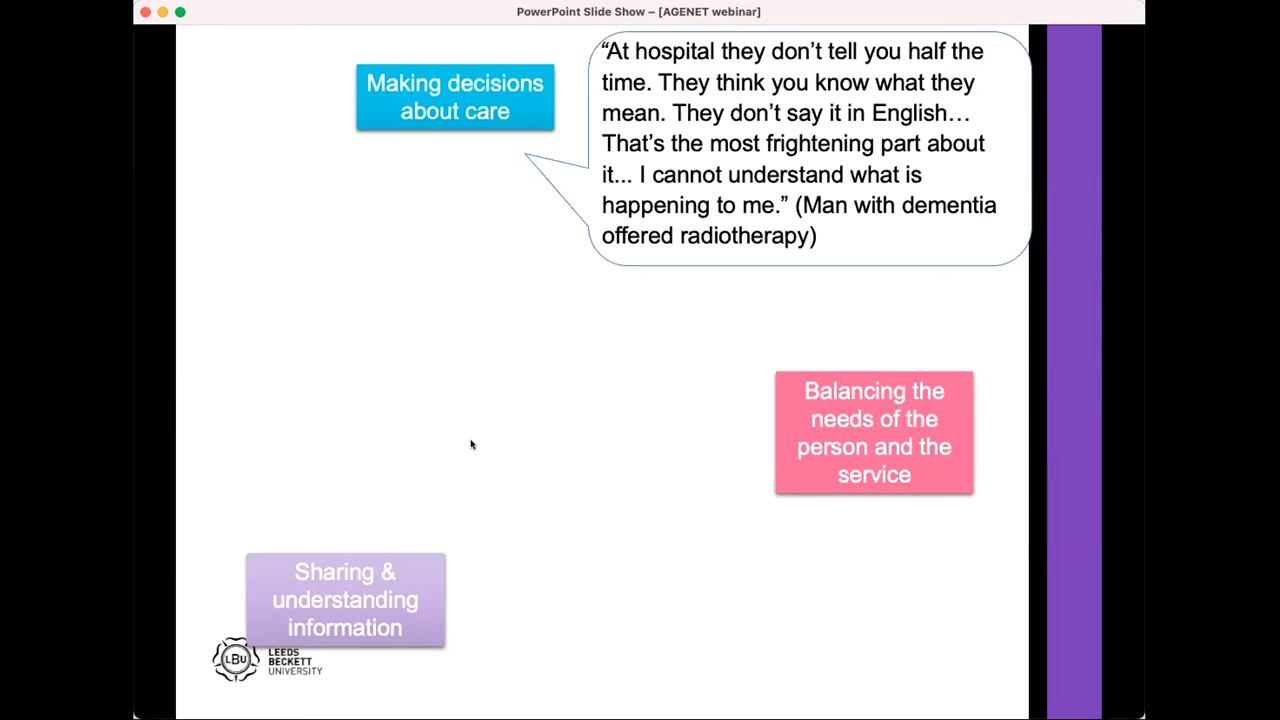 PowerPoint Slide Show – [AGENET webinar]
Making decisions
about care
“At hospital they don’t tell you half the
time. They think you know what they
mean. They don’t say it in English…
That’s the most frightening part about
it... I cannot understand what is
happening to me.” (Man with dementia
offered radiotherapy)
Balancing the
needs of the
person and the
service
Sharing &
understanding
information
LBU
LEEDS
BECKETT
UNIVERSITY